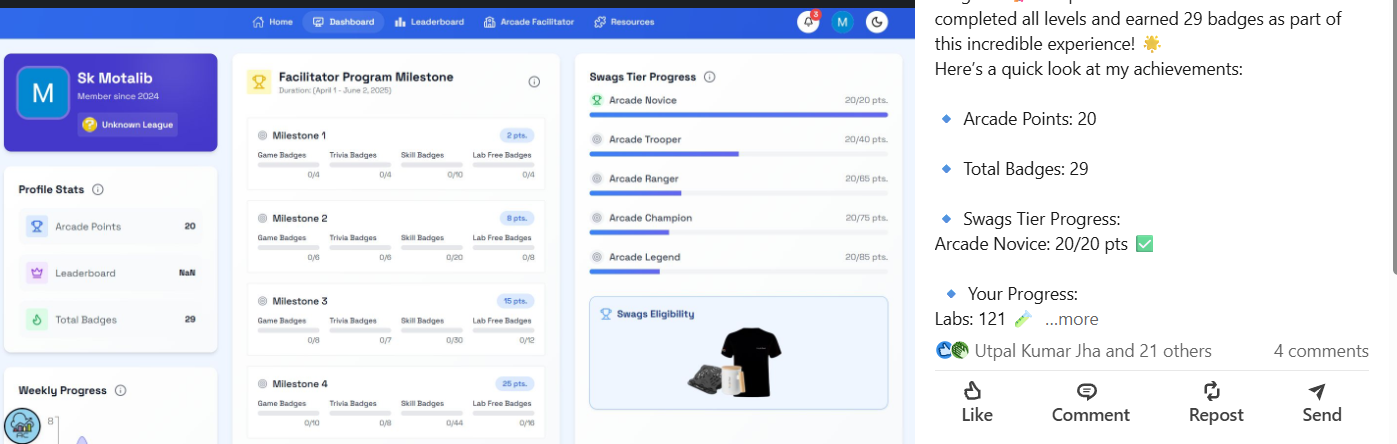 Home
Dashboard
Leaderboard
Arcade Facilitator
Resources
3
M
M
Sk Motalib
Member since 2024
Unknown League
Profile Stats
Arcade Points 20
Leaderboard NaN
Total Badges 29
Weekly Progress
8
Facilitator Program Milestone
Duration: (April 1 - June 2, 2025)
Milestone 1 2 pts.
Game Badges Trivia Badges Skill Badges Lab Free Badges
0/4 0/4 0/10 0/4
Milestone 2 8 pts.
Game Badges Trivia Badges Skill Badges Lab Free Badges
0/6 0/6 0/20 0/8
Milestone 3 15 pts.
Game Badges Trivia Badges Skill Badges Lab Free Badges
0/8 0/7 0/30 0/12
Milestone 4 25 pts.
Game Badges Trivia Badges Skill Badges Lab Free Badges
0/10 0/8 0/44 0/16
Swags Tier Progress
Arcade Novice 20/20 pts.
Arcade Trooper 20/40 pts.
Arcade Ranger 20/65 pts.
Arcade Champion 20/75 pts.
Arcade Legend 20/85 pts.
Swags Eligibility
completed all levels and earned 29 badges as part of
this incredible experience! 🌟
Here's a quick look at my achievements:
🔹 Arcade Points: 20
🔹 Total Badges: 29
🔹 Swags Tier Progress:
Arcade Novice: 20/20 pts ✅
🔹 Your Progress:
Labs: 121 🧪 ...more
Utpal Kumar Jha and 21 others 4 comments
Like Comment Repost Send